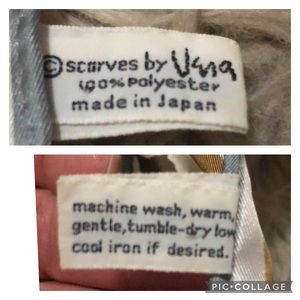 © scarves by Vera
100% polyester
made in Japan
machine wash, warm,
gentle, tumble-dry low
cool iron if desired.
PIC•COLLAGE